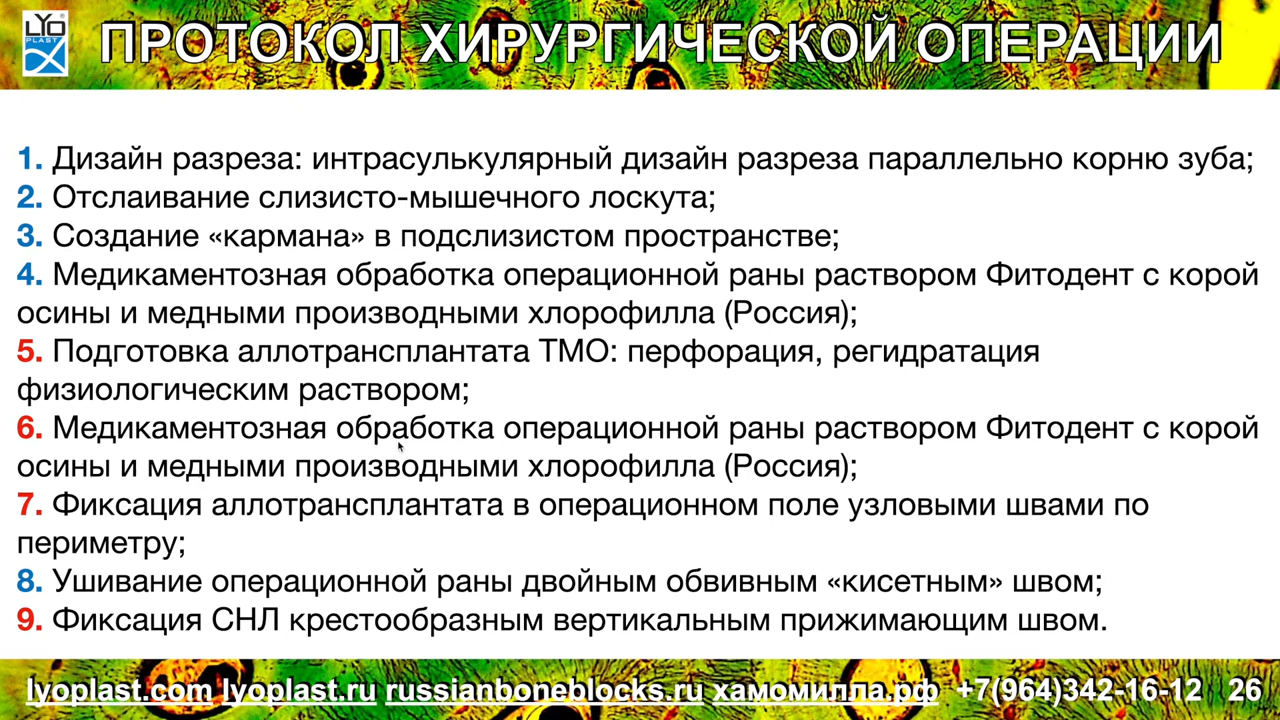 LYO
PLAST
ПРОТОКОЛ ХИРУРГИЧЕСКОЙ ОПЕРАЦИИ
1. Дизайн разреза: интрасулькулярный дизайн разреза параллельно корню зуба;
2. Отслаивание слизисто-мышечного лоскута;
3. Создание «кармана» в подслизистом пространстве;
4. Медикаментозная обработка операционной раны раствором Фитодент с корой
осины и медными производными хлорофилла (Россия);
5. Подготовка аллотрансплантата ТМО: перфорация, регидратация
физиологическим раствором;
6. Медикаментозная обработка операционной раны раствором Фитодент с корой
осины и медными производными хлорофилла (Россия);
7. Фиксация аллотрансплантата в операционном поле узловыми швами по
периметру;
8. Ушивание операционной раны двойным обвивным «кисетным» швом;
9. Фиксация СНЛ крестообразным вертикальным прижимающим швом.
lyoplast.com lyoplast.ru russianboneblocks.ru хамомилла.рф +7(964)342-16-12 26